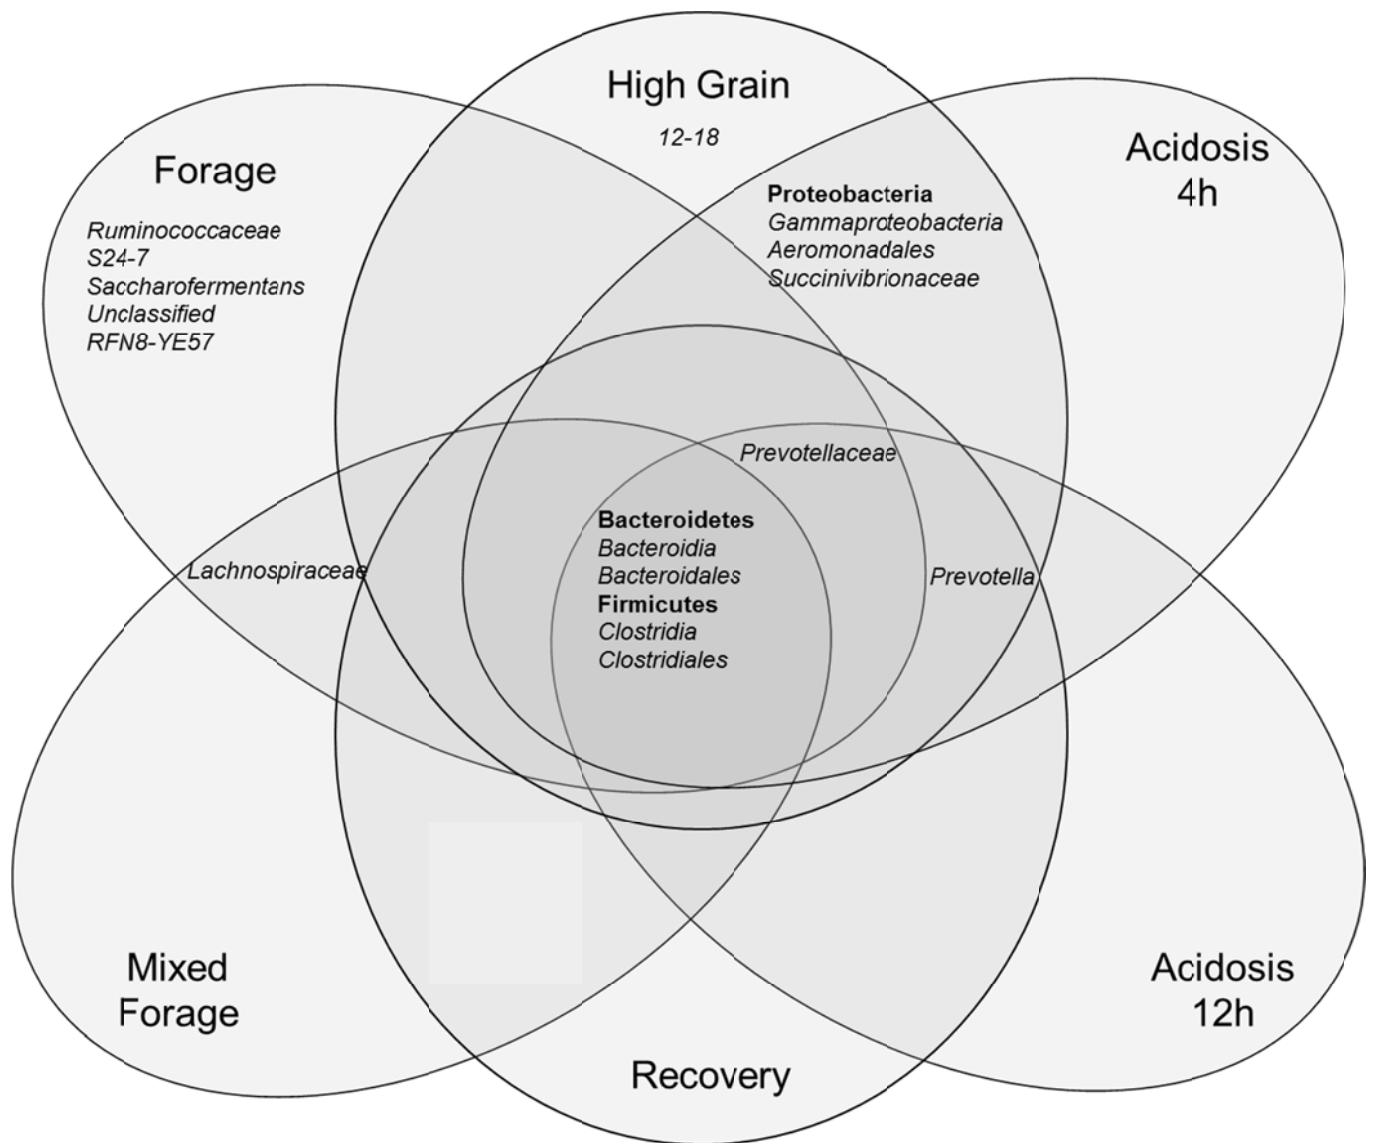 High Grain
12-18
Forage
Ruminococcaceae
S24-7
Saccharofermentans
Unclassified
RFN8-YE57
Acidosis
4h
Proteobacteria
Gammaproteobacteria
Aeromonadales
Succinivibrionaceae
Prevotellaceae
Bacteroidetes
Bacteroidia
Bacteroidales
Firmicutes
Clostridia
Clostridiales
Lachnospiraceae
Prevotella
Mixed
Forage
Recovery
Acidosis
12h